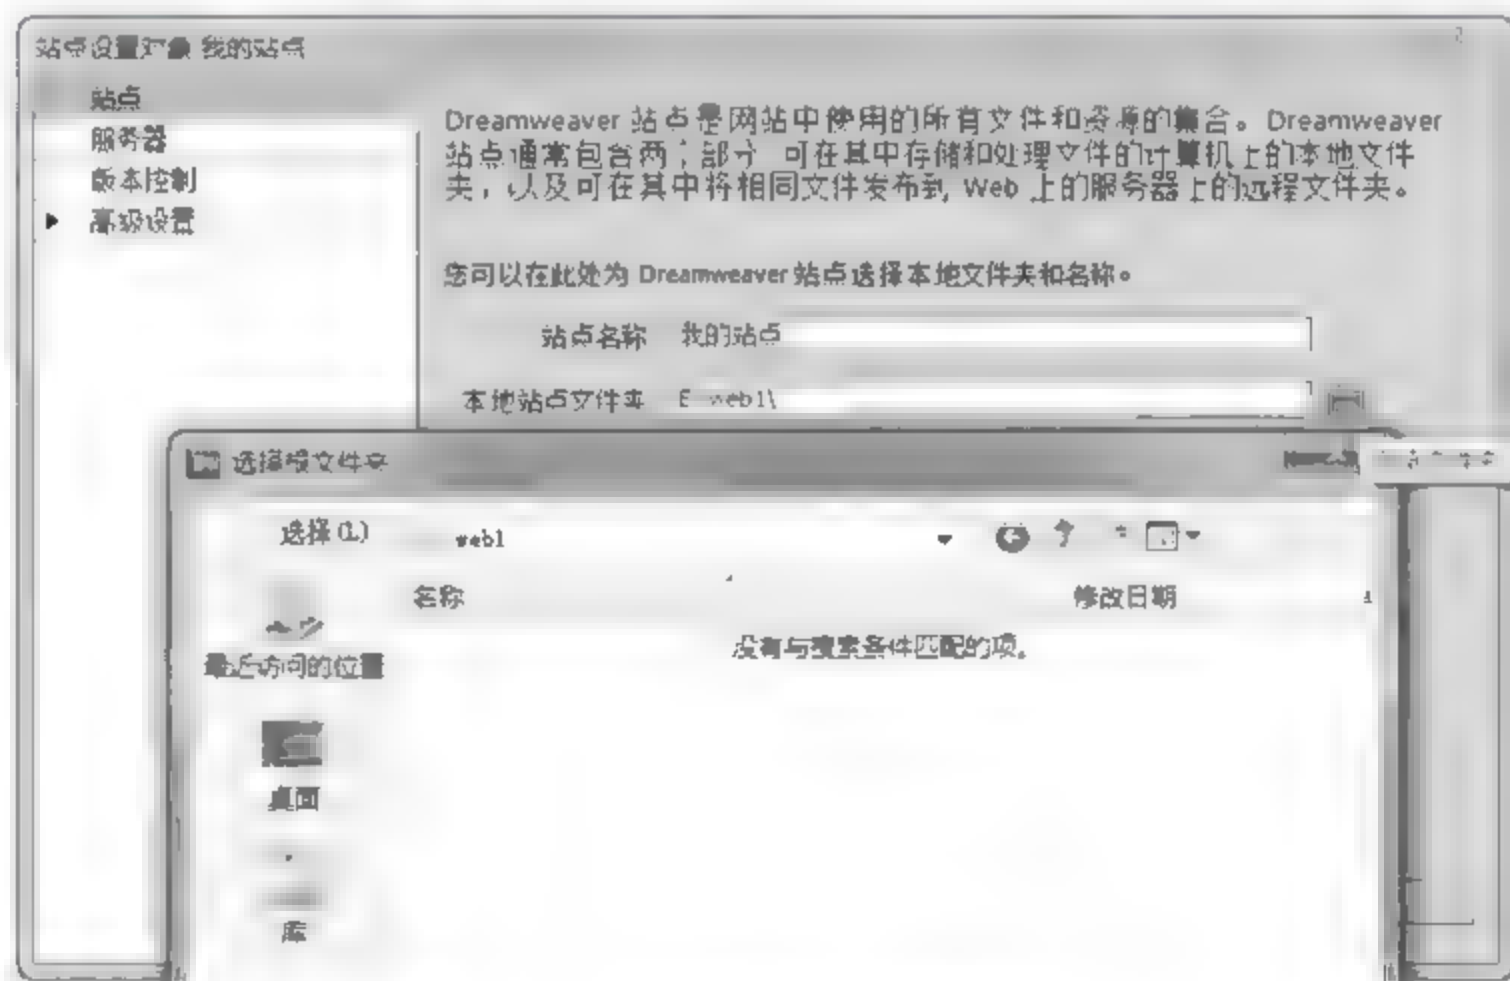 站点设置对象 我的站点
站点
服务器
版本控制
高级设置
Dreamweaver 站点是网站中使用的所有文件和资源的集合。Dreamweaver
站点通常包含两个部分 可在其中存储和处理文件的计算机上的本地文件
夹，以及可在其中将相同文件发布到 Web 上的服务器上的远程文件夹。
您可以在此处为 Dreamweaver 站点选择本地文件夹和名称。
站点名称 我的站点
本地站点文件夹 E web1\
选择根文件夹
选择(L) web1
名称 修改日期
没有与搜索条件匹配的项。
最近访问的位置
桌面
库